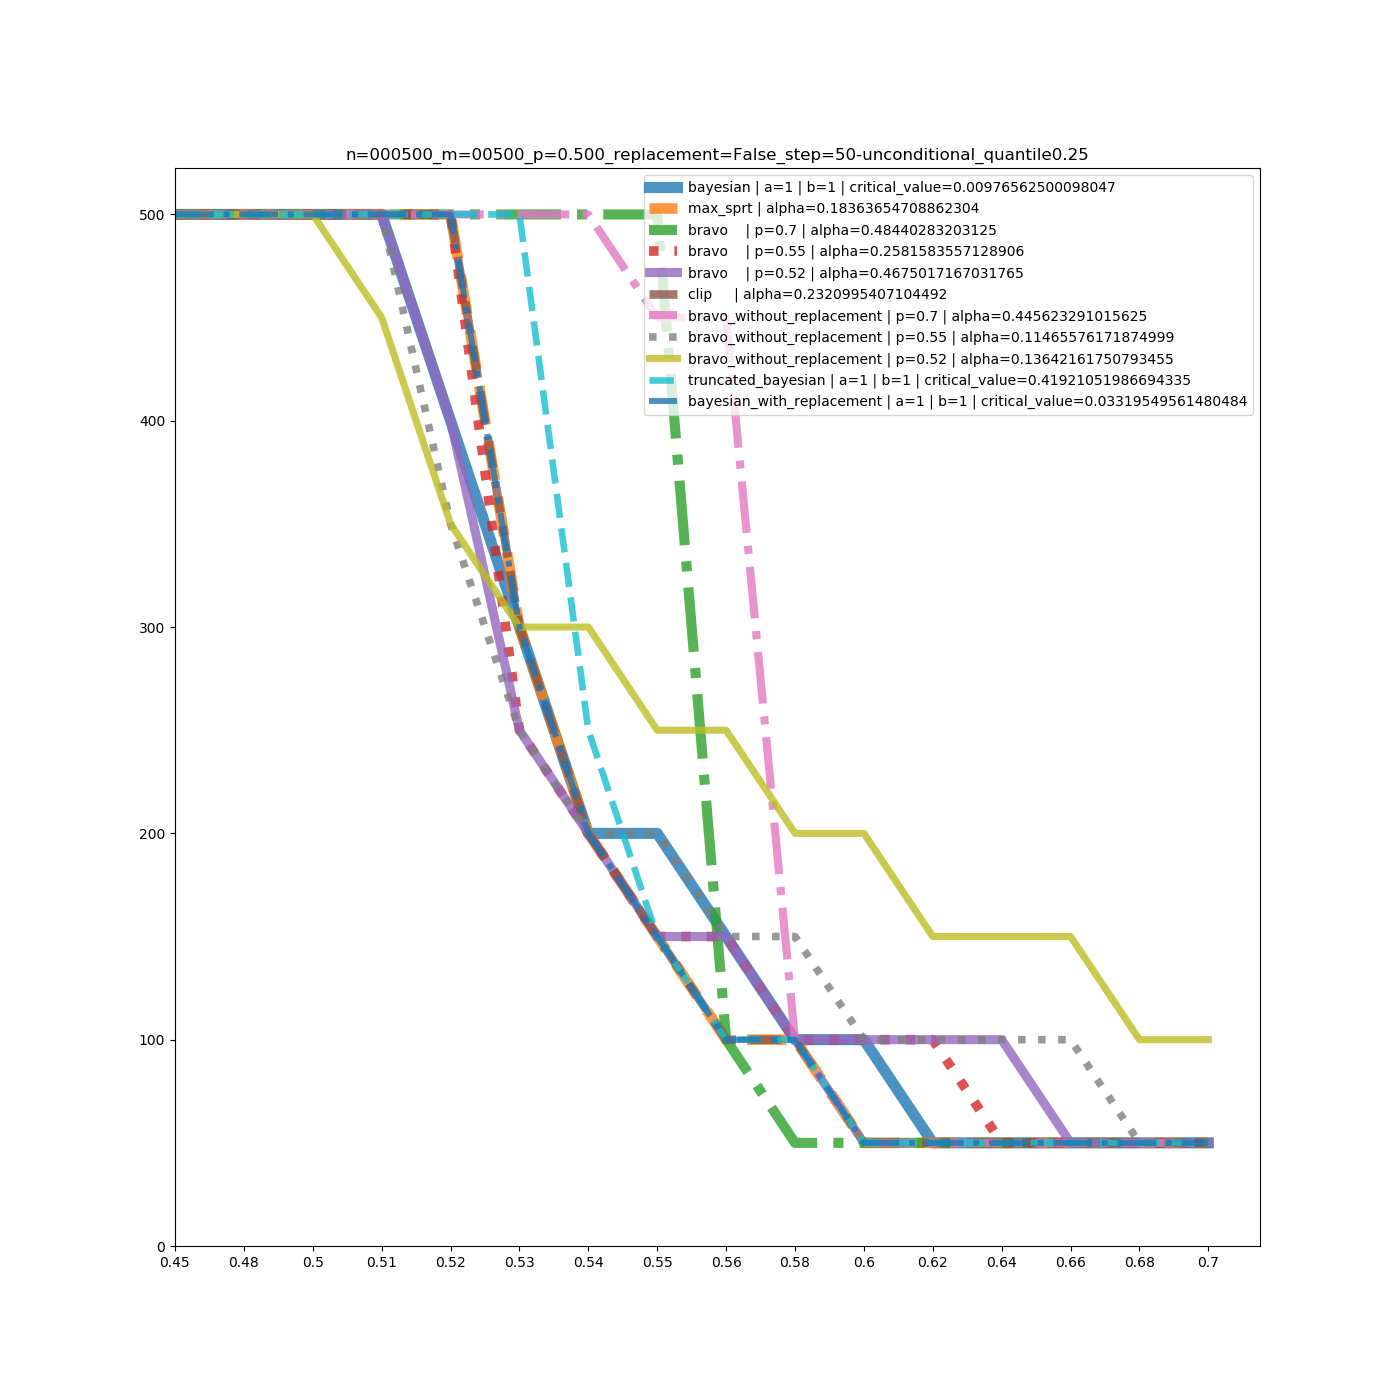 n=000500_m=00500_p=0.500_replacement=False_step=50-unconditional_quantile0.25
bayesian | a=1 | b=1 | critical_value=0.00976562500098047
max_sprt | alpha=0.18363654708862304
bravo | p=0.7 | alpha=0.48440283203125
bravo | p=0.55 | alpha=0.2581583557128906
bravo | p=0.52 | alpha=0.4675017167031765
clip | alpha=0.2320995407104492
bravo_without_replacement | p=0.7 | alpha=0.445623291015625
bravo_without_replacement | p=0.55 | alpha=0.11465576171874999
bravo_without_replacement | p=0.52 | alpha=0.13642161750793455
truncated_bayesian | a=1 | b=1 | critical_value=0.41921051986694335
bayesian_with_replacement | a=1 | b=1 | critical_value=0.03319549561480484
500
400
300
200
100
0
0.45 0.48 0.5 0.51 0.52 0.53 0.54 0.55 0.56 0.58 0.6 0.62 0.64 0.66 0.68 0.7